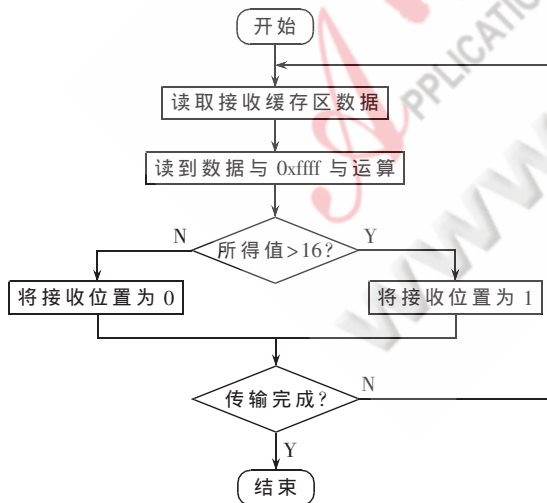 开始
读取接收缓存区数据
读到数据与 0xffff 与运算
所得值>16?
N
Y
将接收位置为 0
将接收位置为 1
传输完成?
N
Y
结束
APPLICATIC
WWW